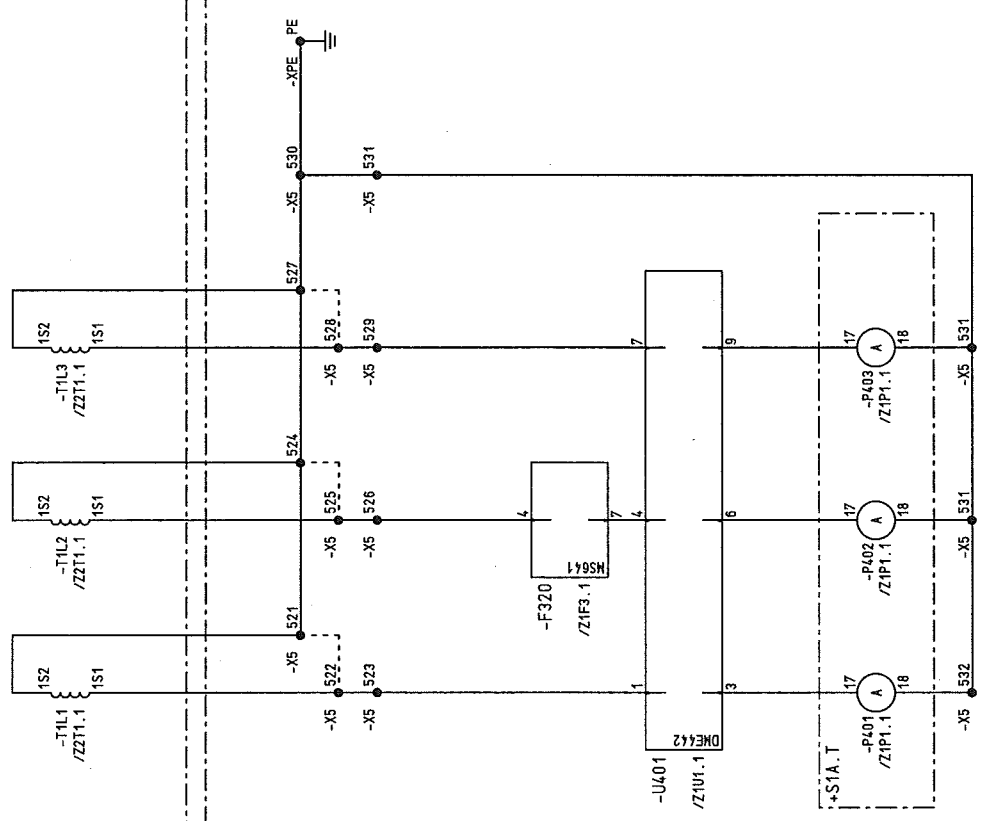 PE
-XPE
530
-X5
531
-X5
527
1S2
1S1
-T1L3
/Z2T1.1
528
-X5
529
-X5
7
9
17
18
A
-P403
/Z1P1.1
531
-X5
524
1S2
1S1
-T1L2
/Z2T1.1
525
-X5
526
-X5
4
7
MS641
-F320
/Z1F3.1
4
6
17
18
A
-P402
/Z1P1.1
531
-X5
521
-X5
1S2
1S1
-T1L1
/Z2T1.1
522
-X5
523
-X5
1
3
DME442
-U401
/Z1U1.1
17
18
A
-P401
/Z1P1.1
532
-X5
+S1A.T